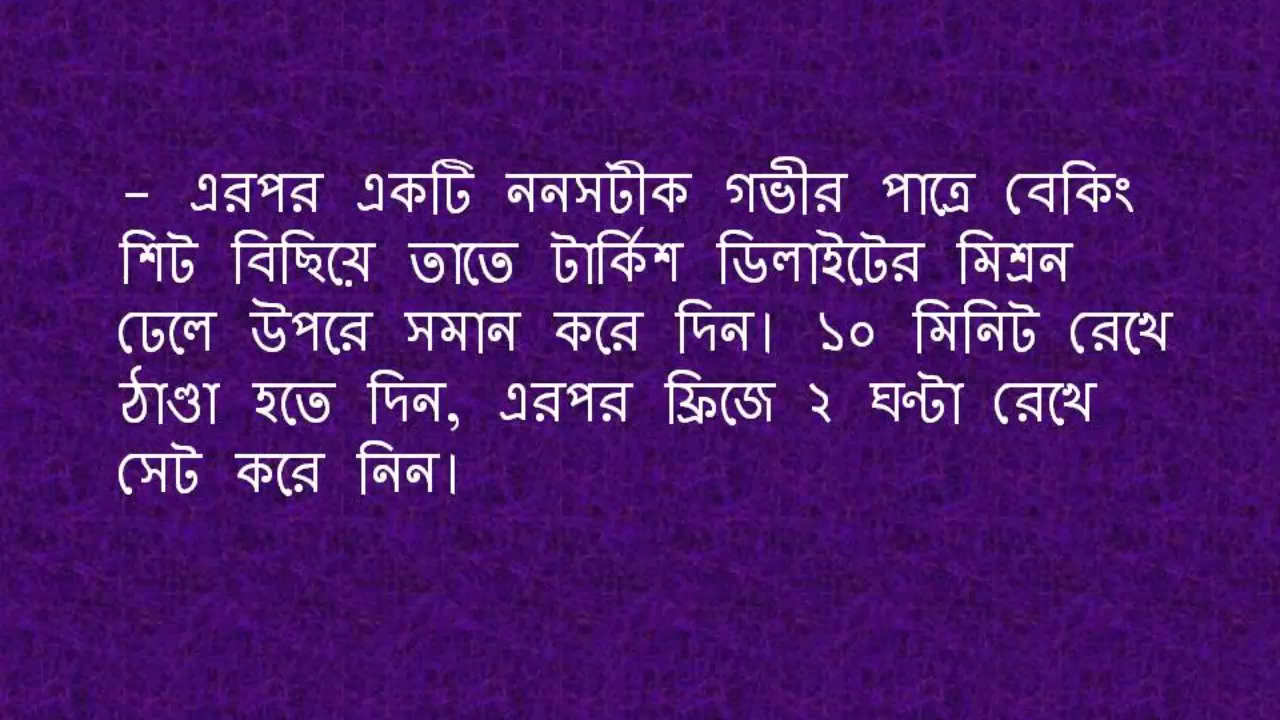 - এরপর একটি ননসটীক গভীর পাত্রে বেকিং
শিট বিছিয়ে তাতে টার্কিশ ডিলাইটের মিশ্রন
ঢেলে উপরে সমান করে দিন। ১০ মিনিট রেখে
ঠাণ্ডা হতে দিন, এরপর ফ্রিজে ২ ঘন্টা রেখে
সেট করে নিন।